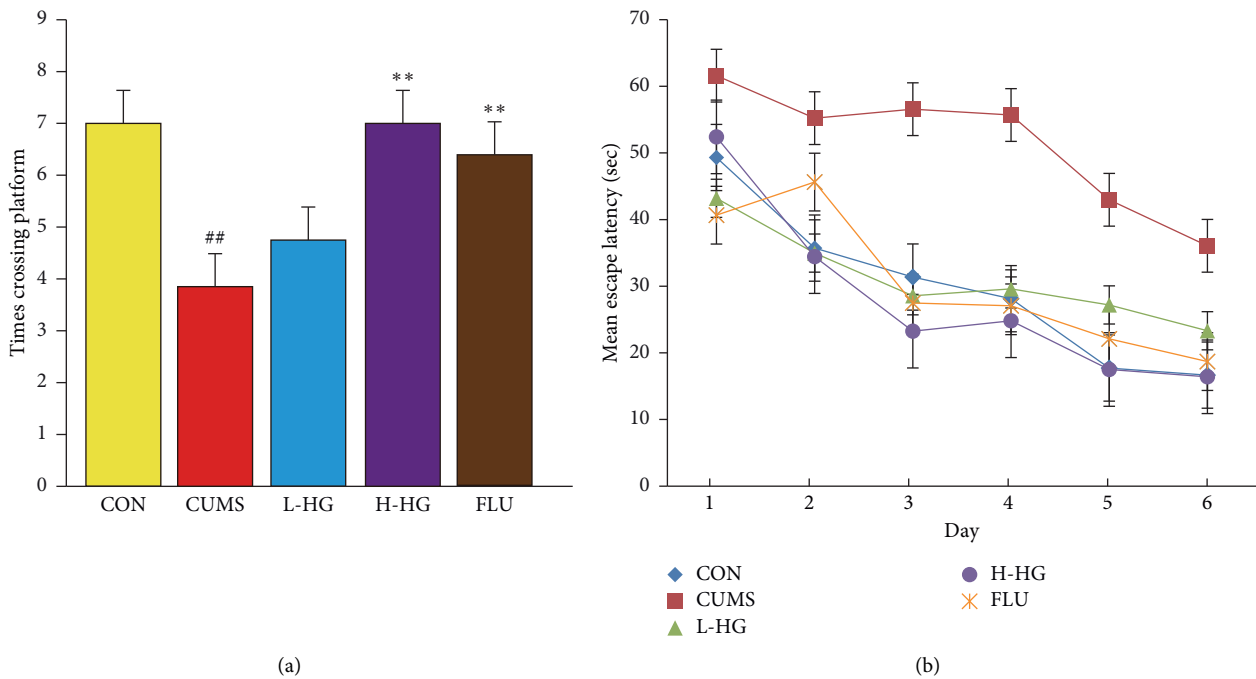 9
8
7
6
5
4
3
2
1
0
Times crossing platform
##
**
**
CON CUMS L-HG H-HG FLU
(a)
70
60
50
40
30
20
10
0
Mean escape latency (sec)
1 2 3 4 5 6
Day
CON
CUMS
L-HG
H-HG
FLU
(b)